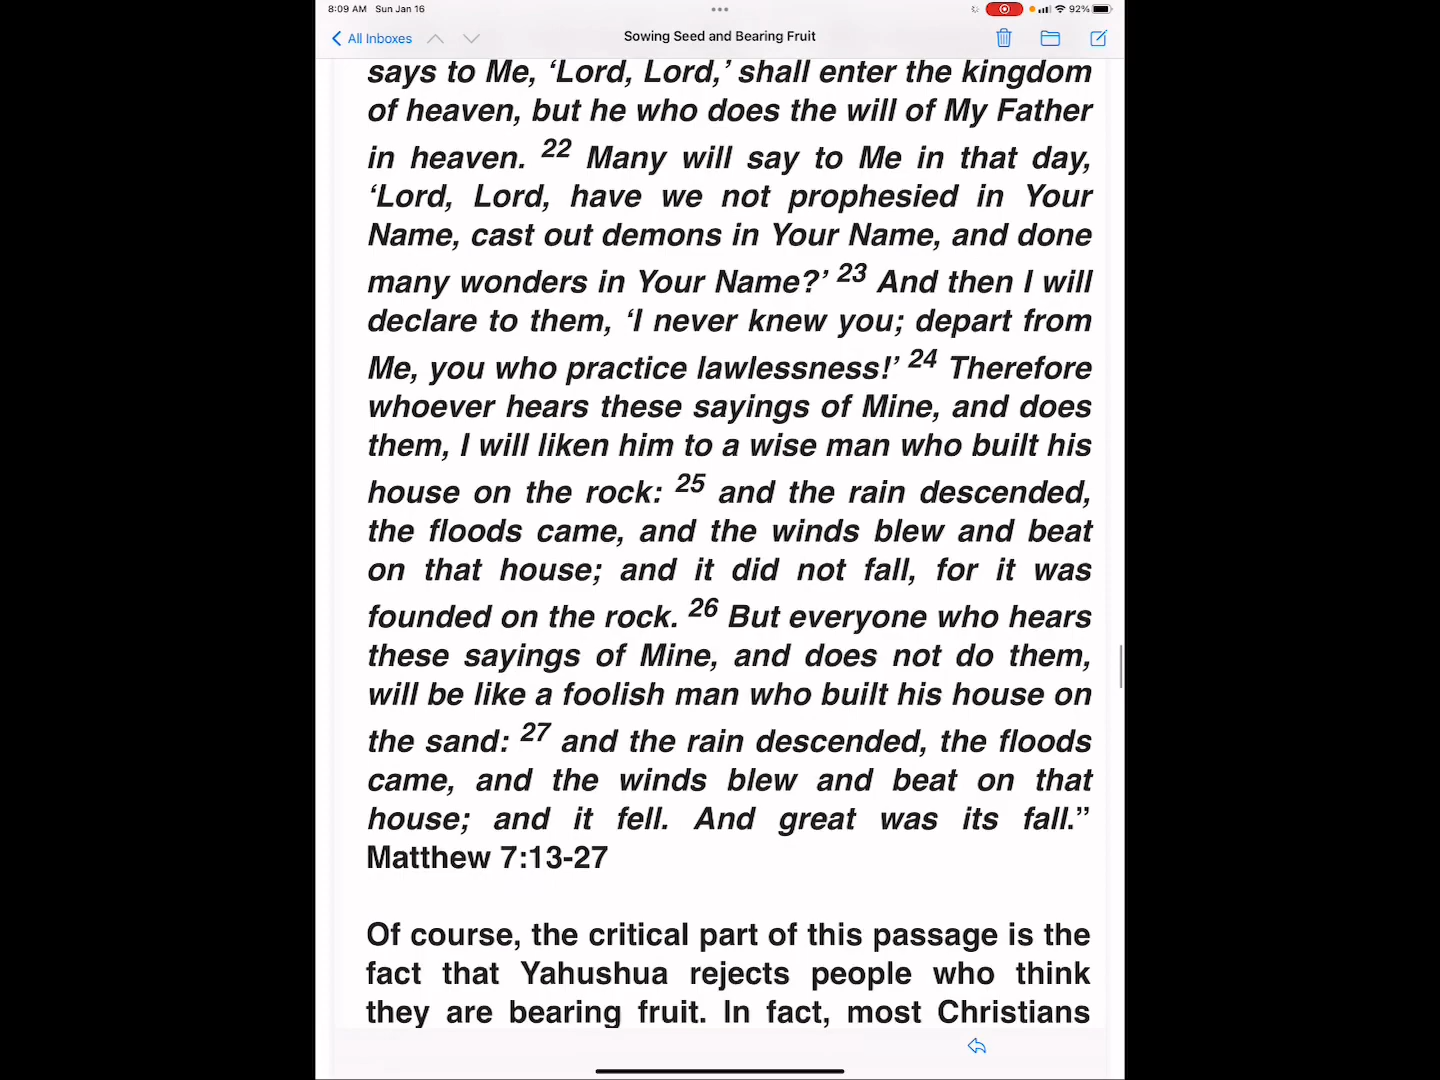 8:09 AM Sun Jan 16
92%
All Inboxes
Sowing Seed and Bearing Fruit
says to Me, ‘Lord, Lord,’ shall enter the kingdom
of heaven, but he who does the will of My Father
in heaven. 22 Many will say to Me in that day,
‘Lord, Lord, have we not prophesied in Your
Name, cast out demons in Your Name, and done
many wonders in Your Name?’ 23 And then I will
declare to them, ‘I never knew you; depart from
Me, you who practice lawlessness!’ 24 Therefore
whoever hears these sayings of Mine, and does
them, I will liken him to a wise man who built his
house on the rock: 25 and the rain descended,
the floods came, and the winds blew and beat
on that house; and it did not fall, for it was
founded on the rock. 26 But everyone who hears
these sayings of Mine, and does not do them,
will be like a foolish man who built his house on
the sand: 27 and the rain descended, the floods
came, and the winds blew and beat on that
house; and it fell. And great was its fall.”
Matthew 7:13-27
Of course, the critical part of this passage is the
fact that Yahushua rejects people who think
they are bearing fruit. In fact, most Christians